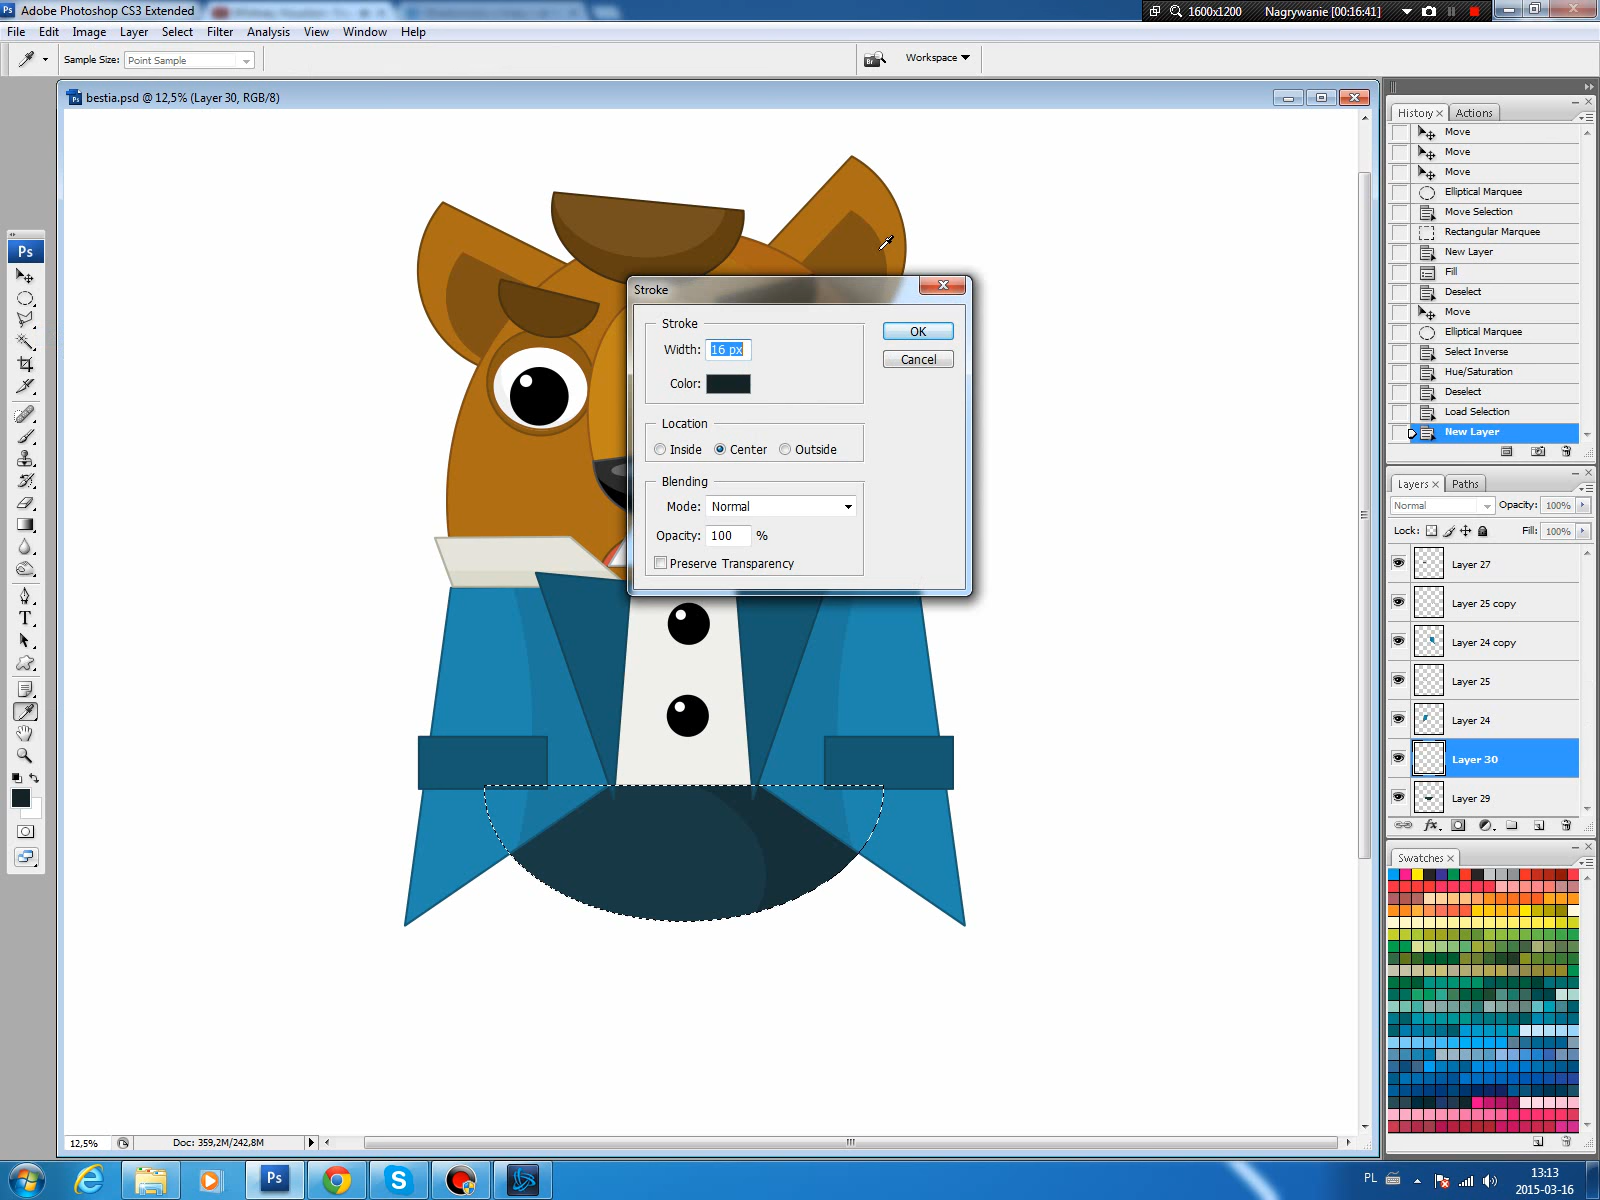 Ps Adobe Photoshop CS3 Extended
1600x1200 Nagrywanie [00:16:41]
File Edit Image Layer Select Filter Analysis View Window Help
Sample Size: Point Sample
Br Workspace
bestia.psd @ 12,5% (Layer 30, RGB/8)
Ps
T
Stroke
Stroke
Width: 16 px
Color:
OK
Cancel
Location
Inside Center Outside
Blending
Mode: Normal
Opacity: 100 %
Preserve Transparency
History Actions
Move
Move
Move
Elliptical Marquee
Move Selection
Rectangular Marquee
New Layer
Fill
Deselect
Move
Elliptical Marquee
Select Inverse
Hue/Saturation
Deselect
Load Selection
New Layer
Layers Paths
Normal Opacity: 100%
Lock: Fill: 100%
Layer 27
Layer 25 copy
Layer 24 copy
Layer 25
Layer 24
Layer 30
Layer 29
fx
Swatches
12,5% Doc: 359,2M/242,8M
Ps
S
PL
13:13
2015-03-16